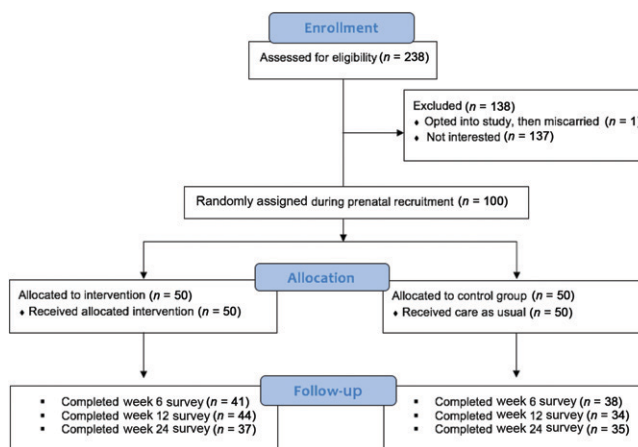 Enrollment
Assessed for eligibility (n = 238)
Excluded (n = 138)
♦ Opted into study, then miscarried (n = 1)
♦ Not interested (n = 137)
Randomly assigned during prenatal recruitment (n = 100)
Allocation
Allocated to intervention (n = 50)
♦ Received allocated intervention (n = 50)
Allocated to control group (n = 50)
♦ Received care as usual (n = 50)
Follow-up
▪ Completed week 6 survey (n = 41)
▪ Completed week 12 survey (n = 44)
▪ Completed week 24 survey (n = 37)
▪ Completed week 6 survey (n = 38)
▪ Completed week 12 survey (n = 34)
▪ Completed week 24 survey (n = 35)